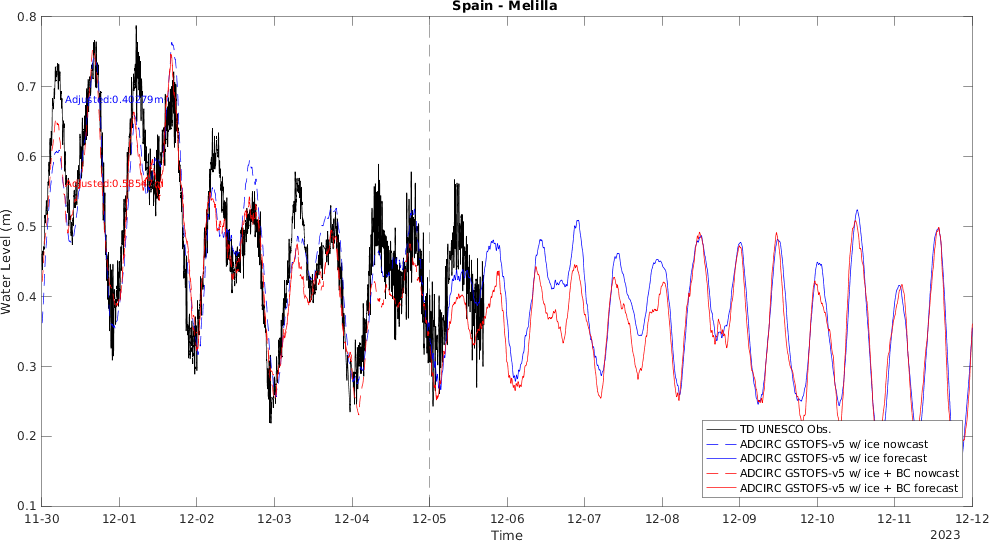 Spain - Melilla
0.8
0.7
0.6
0.5
0.4
0.3
0.2
0.1
Water Level (m)
Adjusted:0.40279m
11-30
12-01
12-02
12-03
12-04
12-05
12-06
12-07
12-08
12-09
12-10
12-11
12-12
Time
2023
TD UNESCO Obs.
ADCIRC GSTOFS-v5 w/ ice nowcast
ADCIRC GSTOFS-v5 w/ ice forecast
ADCIRC GSTOFS-v5 w/ ice + BC nowcast
ADCIRC GSTOFS-v5 w/ ice + BC forecast